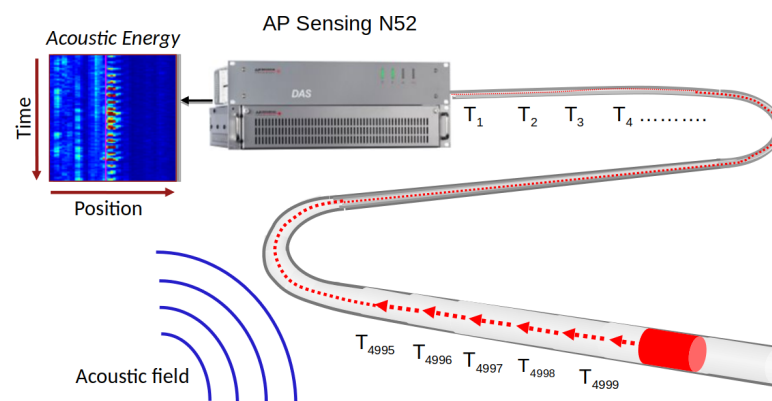 AP Sensing N52
Acoustic Energy
DAS
Time
T1 T2 T3 T4 ……….
Position
T4995 T4996 T4997 T4998 T4999
Acoustic field